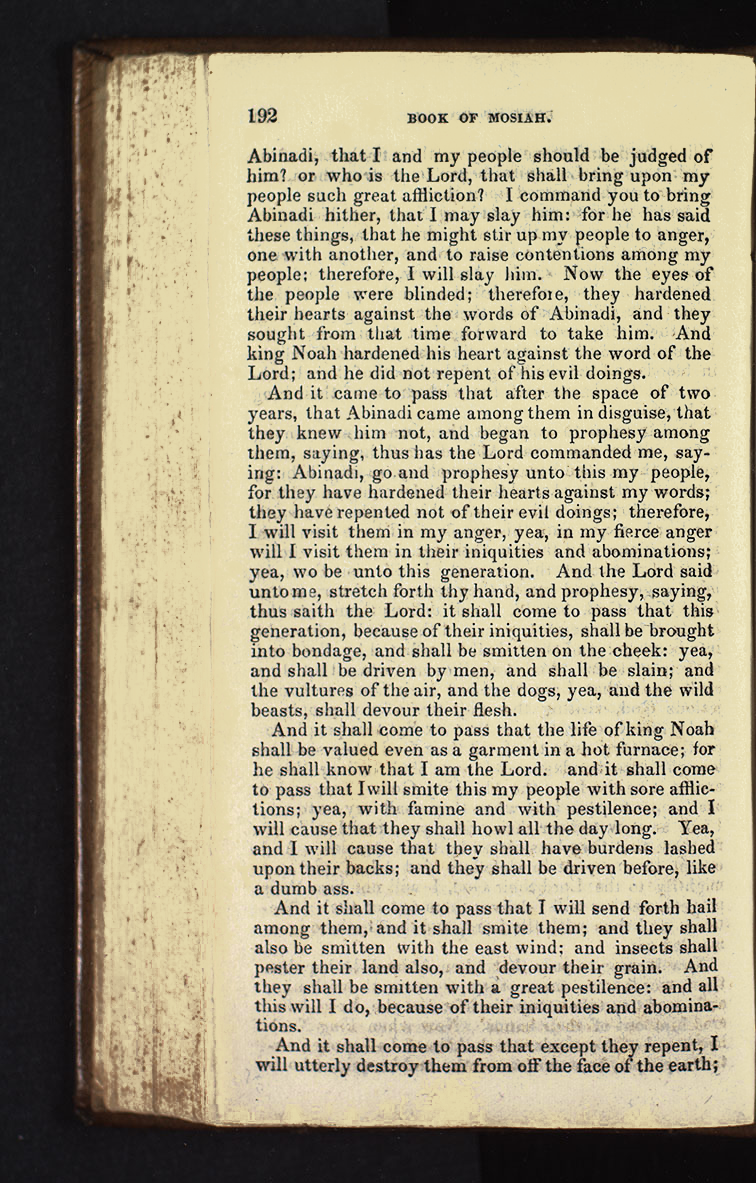 192 BOOK OF MOSIAH.
Abinadi, that I and my people should be judged of
him? or who is the Lord, that shall bring upon my
people such great affliction? I command you to bring
Abinadi hither, that I may slay him: for he has said
these things, that he might stir up my people to anger,
one with another, and to raise contentions among my
people; therefore, I will slay him. Now the eyes of
the people were blinded; therefore, they hardened
their hearts against the words of Abinadi, and they
sought from that time forward to take him. And
king Noah hardened his heart against the word of the
Lord; and he did not repent of his evil doings.
And it came to pass that after the space of two
years, that Abinadi came among them in disguise, that
they knew him not, and began to prophesy among
them, saying, thus has the Lord commanded me, say-
ing: Abinadi, go and prophesy unto this my people,
for they have hardened their hearts against my words;
they have repented not of their evil doings; therefore,
I will visit them in my anger, yea, in my fierce anger
will I visit them in their iniquities and abominations;
yea, wo be unto this generation. And the Lord said
unto me, stretch forth thy hand, and prophesy, saying,
thus saith the Lord: it shall come to pass that this
generation, because of their iniquities, shall be brought
into bondage, and shall be smitten on the cheek: yea,
and shall be driven by men, and shall be slain; and
the vultures of the air, and the dogs, yea, and the wild
beasts, shall devour their flesh.
And it shall come to pass that the life of king Noah
shall be valued even as a garment in a hot furnace; for
he shall know that I am the Lord. and it shall come
to pass that I will smite this my people with sore afflic-
tions; yea, with famine and with pestilence; and I
will cause that they shall howl all the day long. Yea,
and I will cause that they shall have burdens lashed
upon their backs; and they shall be driven before, like
a dumb ass.
And it shall come to pass that I will send forth hail
among them, and it shall smite them; and they shall
also be smitten with the east wind; and insects shall
pester their land also, and devour their grain. And
they shall be smitten with a great pestilence: and all
this will I do, because of their iniquities and abomina-
tions.
And it shall come to pass that except they repent, I
will utterly destroy them from off the face of the earth;